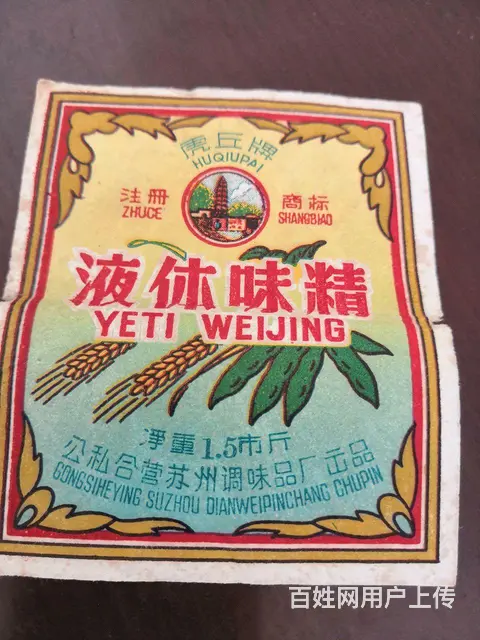 虎丘牌
HUQIUPAI
注册 商标
ZHUCE SHANGBIAO
液体味精
YETI WEIJING
淨重1.5市斤
公私合营苏州调味品厂出品
GONGSIHEYING SUZHOU DIANWEIPINCHANG CHUPIN
百姓网用户上传